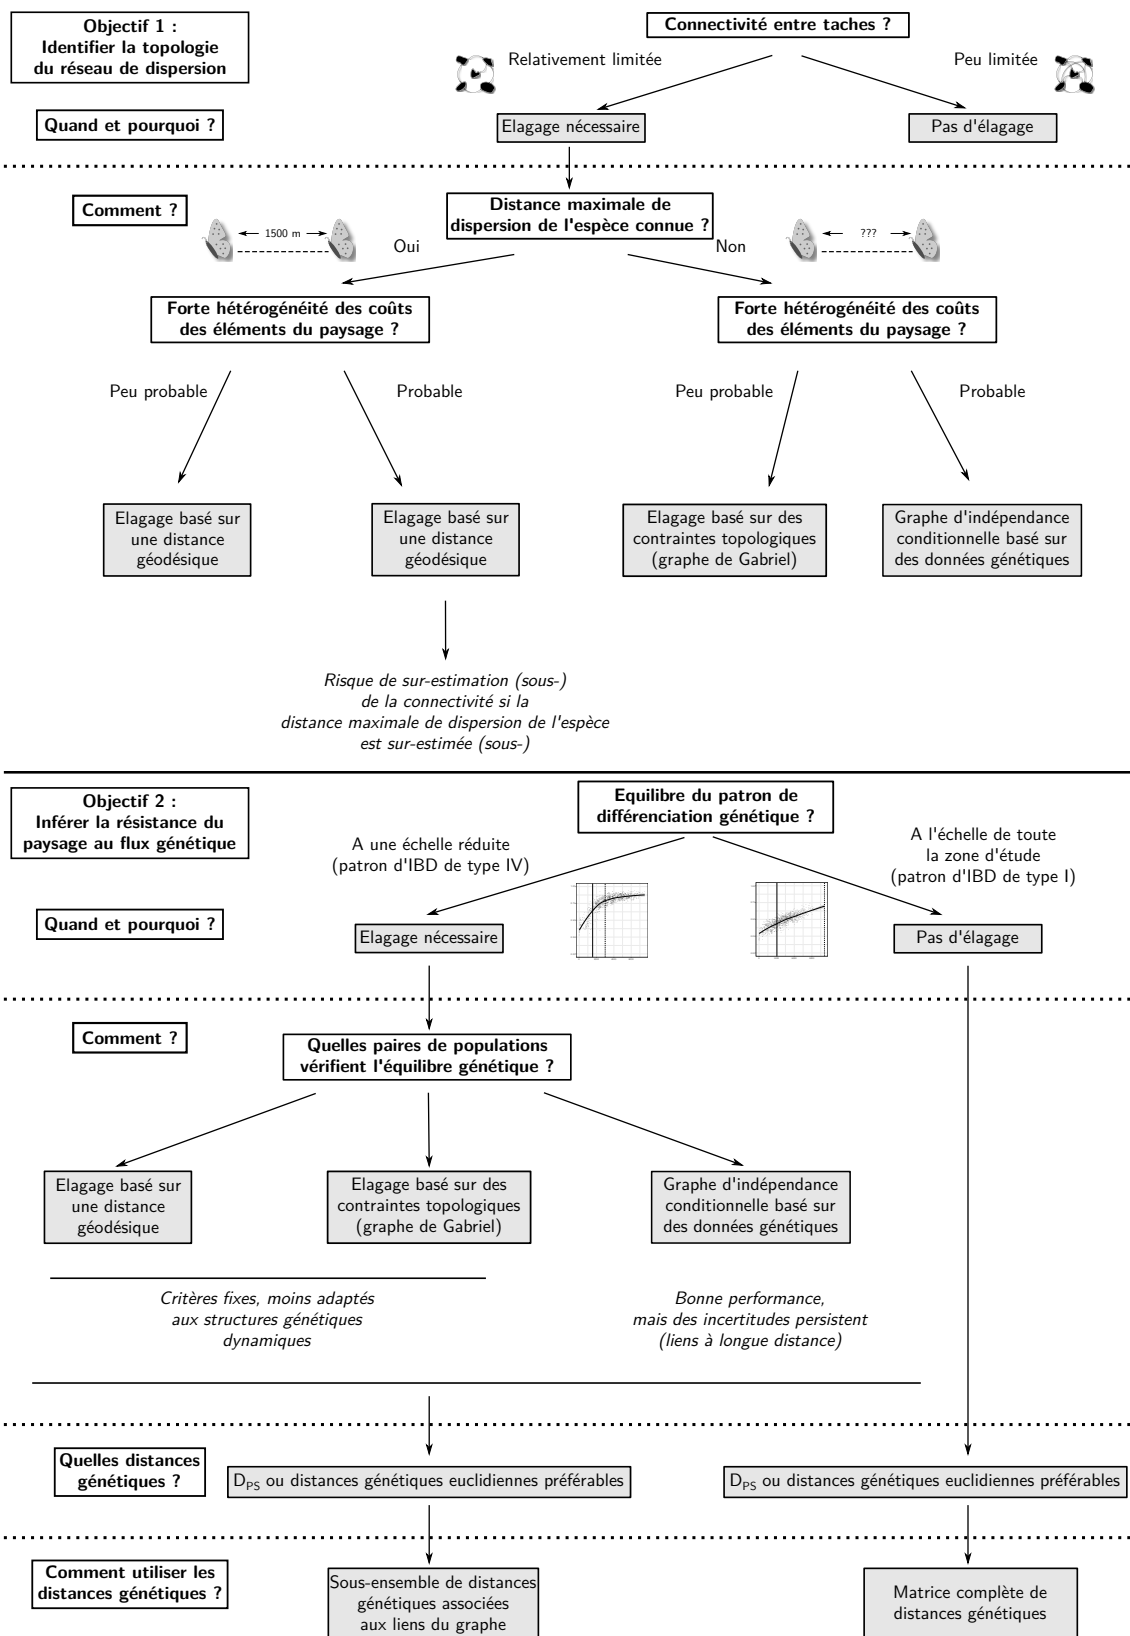 Objectif 1 :
Identifier la topologie
du réseau de dispersion
Connectivité entre taches ?
Relativement limitée
Peu limitée
Quand et pourquoi ?
Elagage nécessaire
Pas d'élagage
Comment ?
Distance maximale de
dispersion de l'espèce connue ?
1500 m
Oui
Non
???
Forte hétérogénéité des coûts
des éléments du paysage ?
Forte hétérogénéité des coûts
des éléments du paysage ?
Peu probable
Probable
Peu probable
Probable
Elagage basé sur
une distance
géodésique
Elagage basé sur
une distance
géodésique
Elagage basé sur des
contraintes topologiques
(graphe de Gabriel)
Graphe d'indépendance
conditionnelle basé sur
des données génétiques
Risque de sur-estimation (sous-)
de la connectivité si la
distance maximale de dispersion de l'espèce
est sur-estimée (sous-)
Objectif 2 :
Inférer la résistance du
paysage au flux génétique
Equilibre du patron de
différenciation génétique ?
A une échelle réduite
(patron d'IBD de type IV)
A l'échelle de toute
la zone d'étude
(patron d'IBD de type I)
Quand et pourquoi ?
Elagage nécessaire
Pas d'élagage
Comment ?
Quelles paires de populations
vérifient l'équilibre génétique ?
Elagage basé sur
une distance
géodésique
Elagage basé sur des
contraintes topologiques
(graphe de Gabriel)
Graphe d'indépendance
conditionnelle basé sur
des données génétiques
Critères fixes, moins adaptés
aux structures génétiques
dynamiques
Bonne performance,
mais des incertitudes persistent
(liens à longue distance)
Quelles distances
génétiques ?
DPS ou distances génétiques euclidiennes préférables
DPS ou distances génétiques euclidiennes préférables
Comment utiliser les
distances génétiques ?
Sous-ensemble de distances
génétiques associées
aux liens du graphe
Matrice complète de
distances génétiques